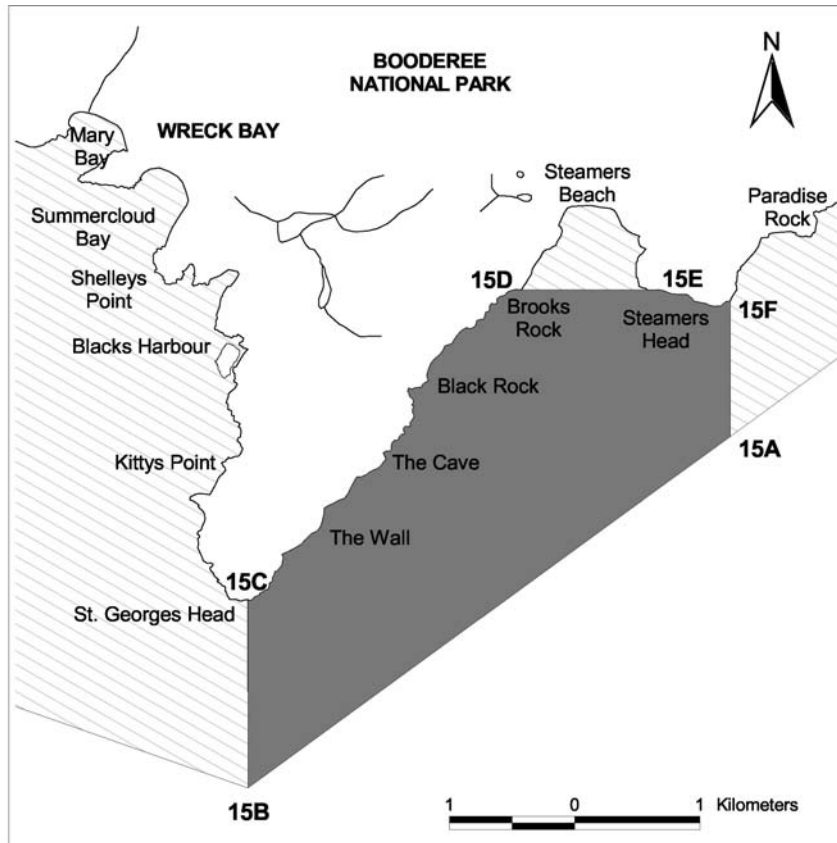 BOODEREE
NATIONAL PARK
N
Mary
Bay
WRECK BAY
Steamers
Beach
Paradise
Rock
Summercloud
Bay
Shelleys
Point
15D
15E
15F
Brooks
Rock
Steamers
Head
Blacks Harbour
Black Rock
15A
Kittys Point
The Cave
The Wall
15C
St. Georges Head
15B
1 0 1 Kilometers